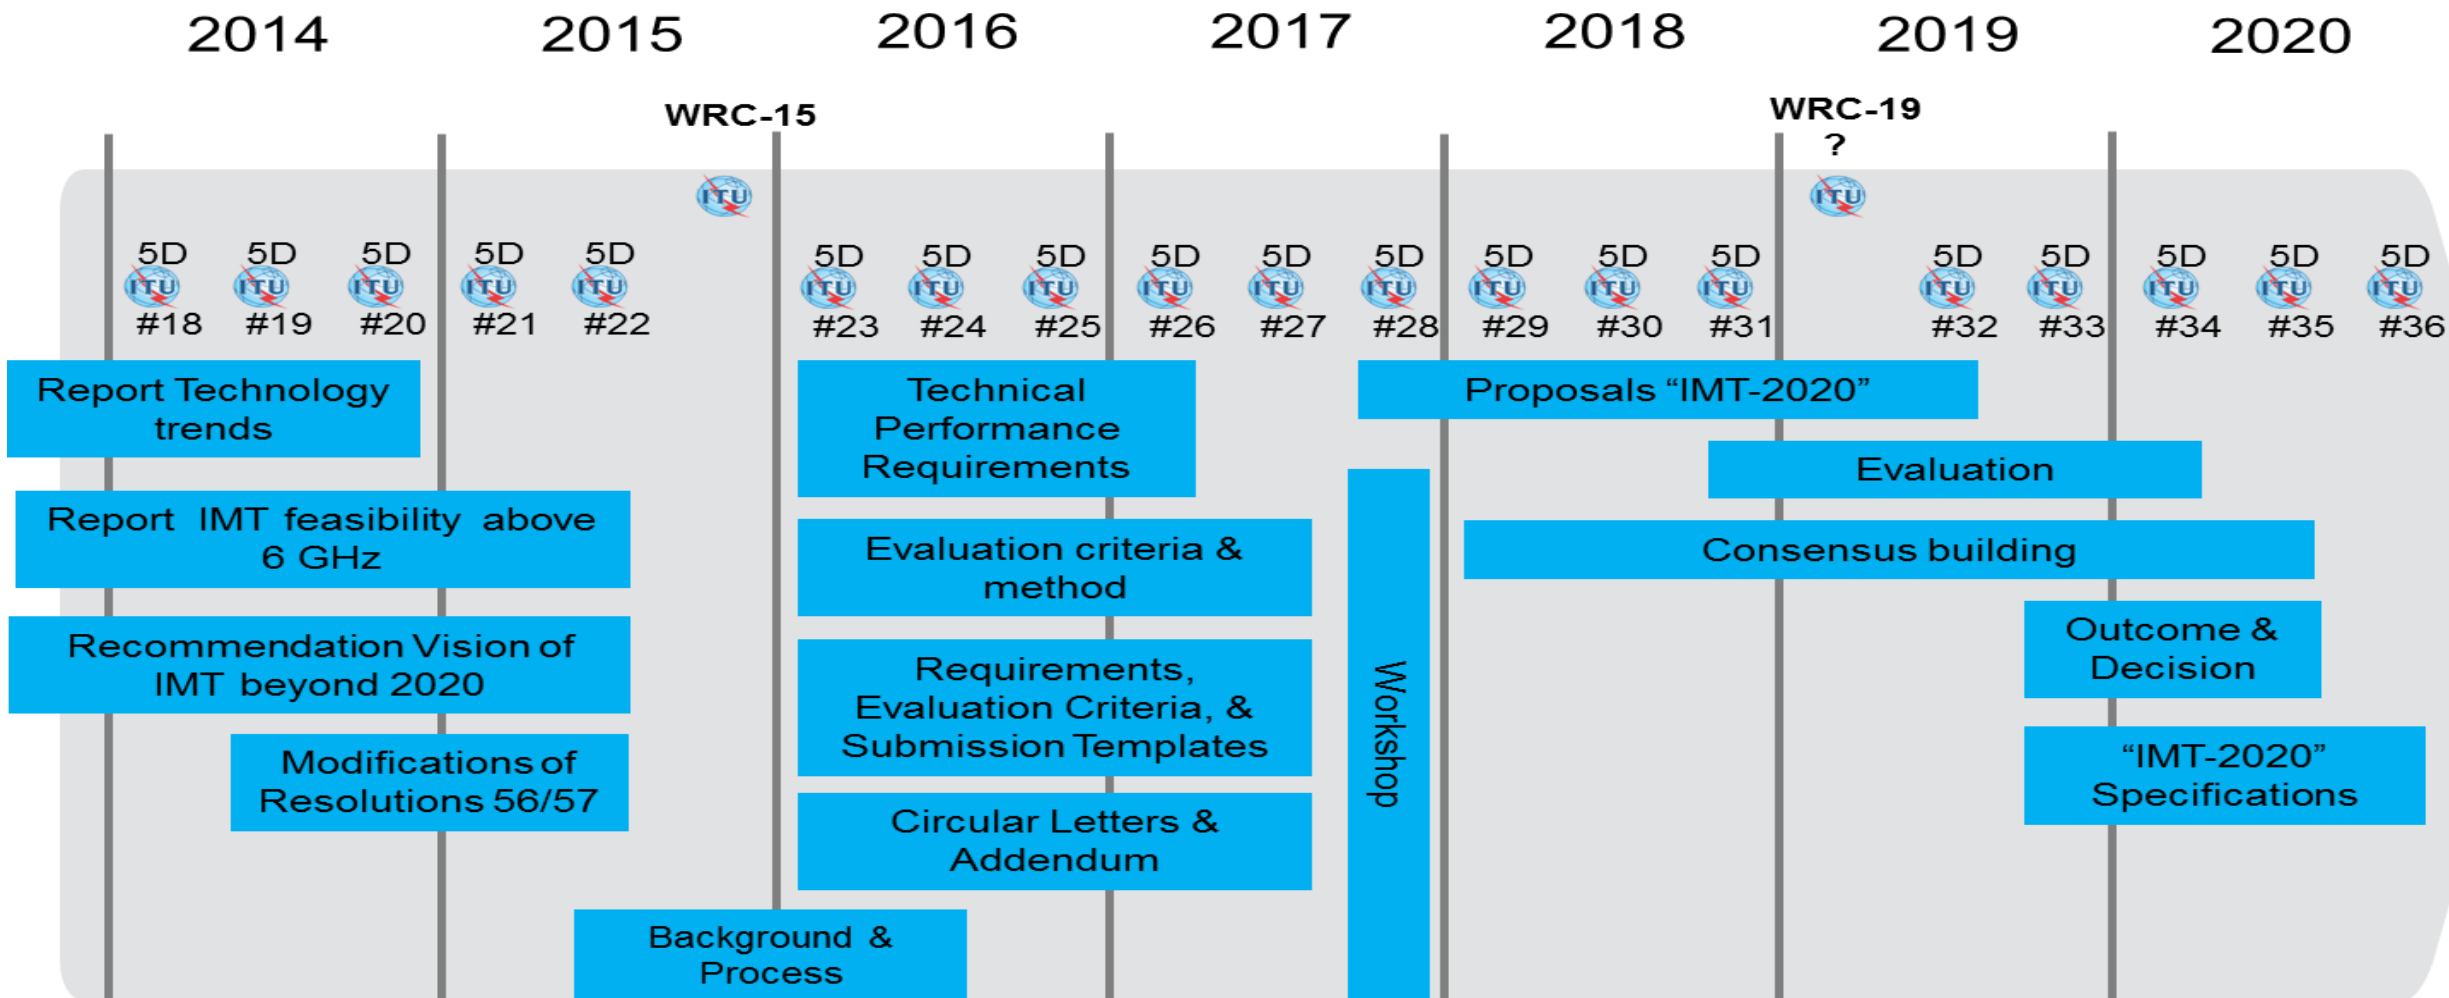 2014 2015 2016 2017 2018 2019 2020
WRC-15
WRC-19
?
ITU ITU
5D 5D 5D 5D 5D 5D 5D 5D 5D 5D 5D 5D 5D 5D 5D 5D 5D 5D 5D
ITU ITU ITU ITU ITU ITU ITU ITU ITU ITU ITU ITU ITU ITU ITU ITU ITU ITU ITU
#18 #19 #20 #21 #22 #23 #24 #25 #26 #27 #28 #29 #30 #31 #32 #33 #34 #35 #36
Report Technology
trends
Report IMT feasibility above
6 GHz
Recommendation Vision of
IMT beyond 2020
Modifications of
Resolutions 56/57
Background &
Process
Technical
Performance
Requirements
Evaluation criteria &
method
Requirements,
Evaluation Criteria, &
Submission Templates
Circular Letters &
Addendum
Workshop
Proposals “IMT-2020”
Evaluation
Consensus building
Outcome &
Decision
“IMT-2020”
Specifications